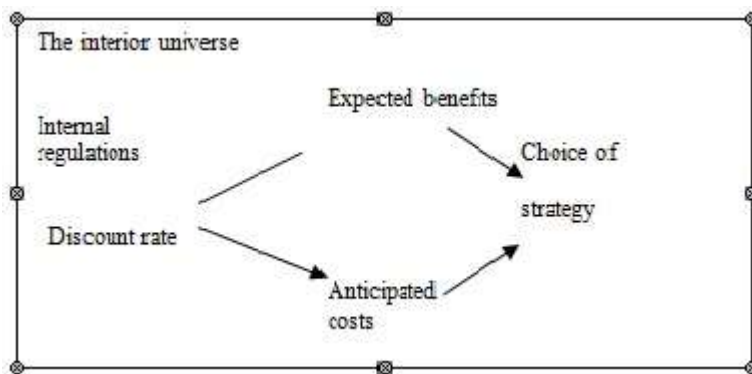 The interior universe
Expected benefits
Internal
regulations
Choice of
strategy
Discount rate
Anticipated
costs